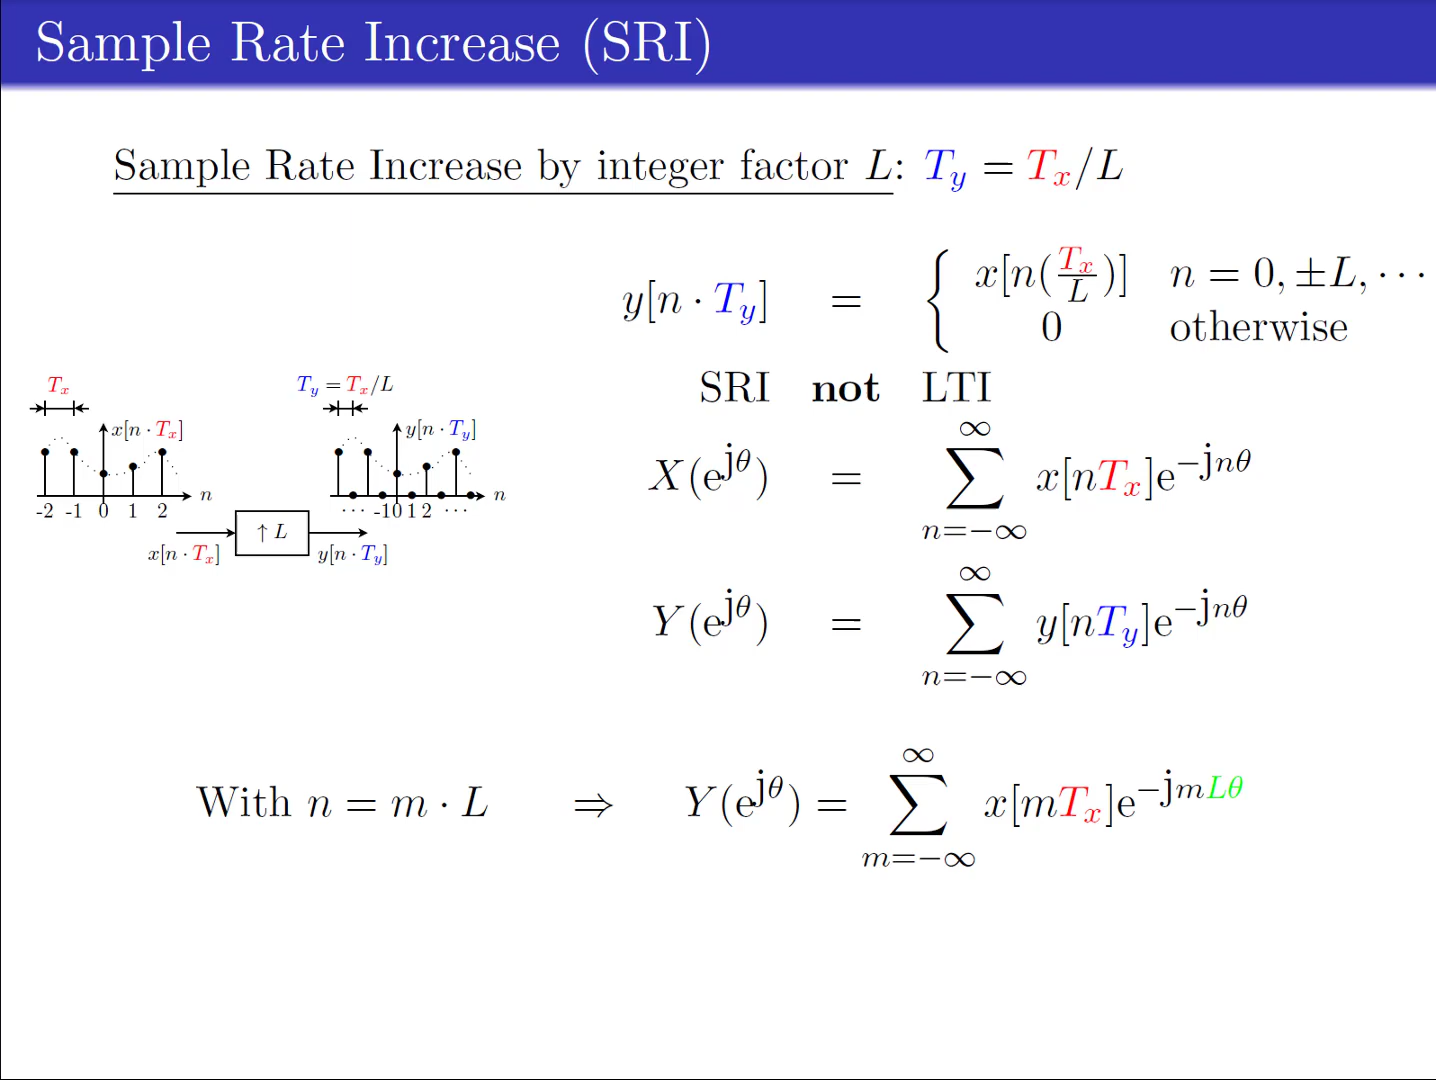 Sample Rate Increase (SRI)
Sample Rate Increase by integer factor L: T_y = T_x/L
y[n · T_y] = { x[n(T_x/L)] n = 0, ±L, ···
0 otherwise
SRI not LTI
X(e^{jθ}) = ∑_{n=−∞}^{∞} x[nT_x]e^{−jnθ}
Y(e^{jθ}) = ∑_{n=−∞}^{∞} y[nT_y]e^{−jnθ}
T_x
x[n · T_x]
n
-2 -1 0 1 2
T_y = T_x/L
y[n · T_y]
n
··· -1 0 1 2 ···
↑ L
x[n · T_x]
y[n · T_y]
With n = m · L ⇒ Y(e^{jθ}) = ∑_{m=−∞}^{∞} x[mT_x]e^{−jmLθ}